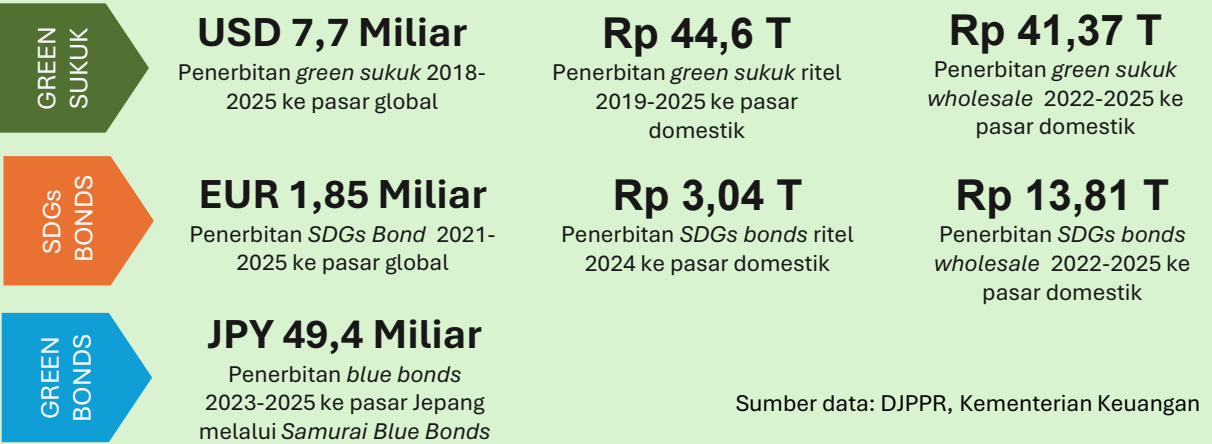 GREEN
SUKUK
USD 7,7 Miliar
Penerbitan green sukuk 2018-
2025 ke pasar global
Rp 44,6 T
Penerbitan green sukuk ritel
2019-2025 ke pasar
domestik
Rp 41,37 T
Penerbitan green sukuk
wholesale 2022-2025 ke
pasar domestik
SDGs
BONDS
EUR 1,85 Miliar
Penerbitan SDGs Bond 2021-
2025 ke pasar global
Rp 3,04 T
Penerbitan SDGs bonds ritel
2024 ke pasar domestik
Rp 13,81 T
Penerbitan SDGs bonds
wholesale 2022-2025 ke
pasar domestik
GREEN
BONDS
JPY 49,4 Miliar
Penerbitan blue bonds
2023-2025 ke pasar Jepang
melalui Samurai Blue Bonds
Sumber data: DJPPR, Kementerian Keuangan